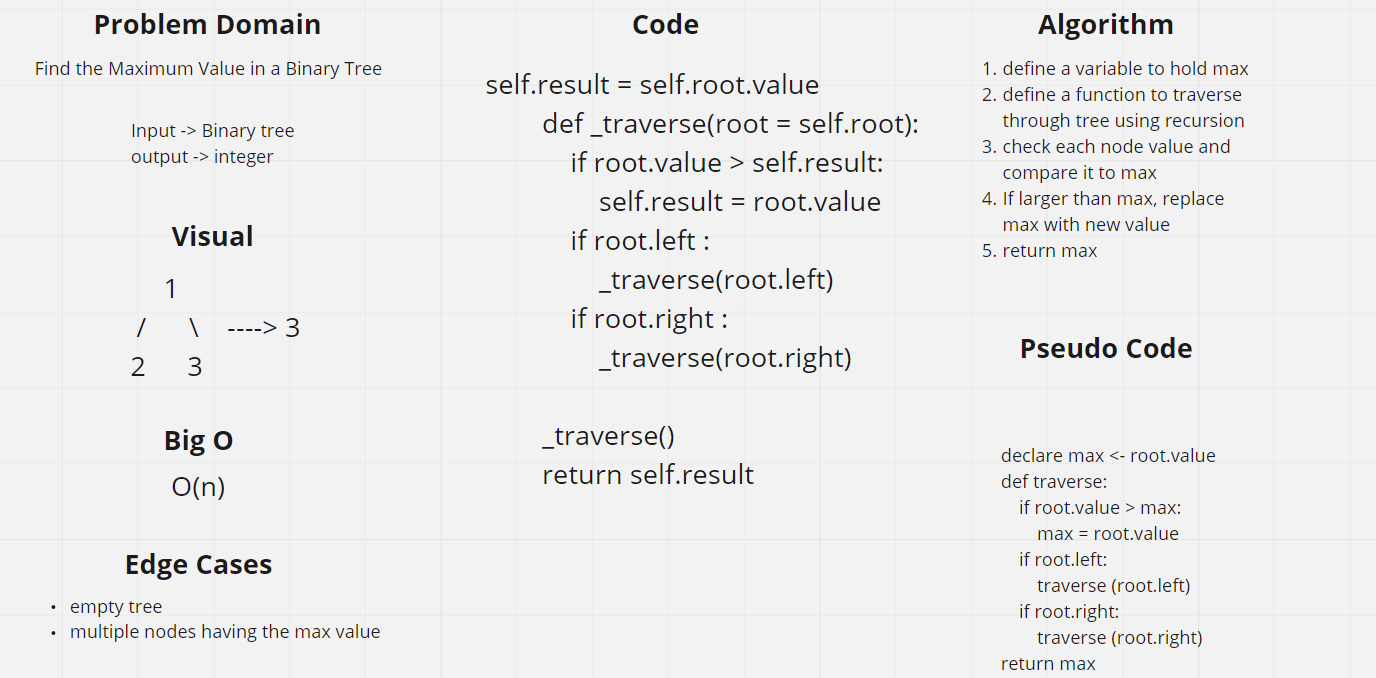 Problem Domain
Find the Maximum Value in a Binary Tree
Input -> Binary tree
output -> integer
Visual
1
/ \ ----> 3
2 3
Big O
O(n)
Edge Cases
• empty tree
• multiple nodes having the max value
Code
self.result = self.root.value
def _traverse(root = self.root):
if root.value > self.result:
self.result = root.value
if root.left :
_traverse(root.left)
if root.right :
_traverse(root.right)
_traverse()
return self.result
Algorithm
1. define a variable to hold max
2. define a function to traverse
through tree using recursion
3. check each node value and
compare it to max
4. If larger than max, replace
max with new value
5. return max
Pseudo Code
declare max <- root.value
def traverse:
if root.value > max:
max = root.value
if root.left:
traverse (root.left)
if root.right:
traverse (root.right)
return max